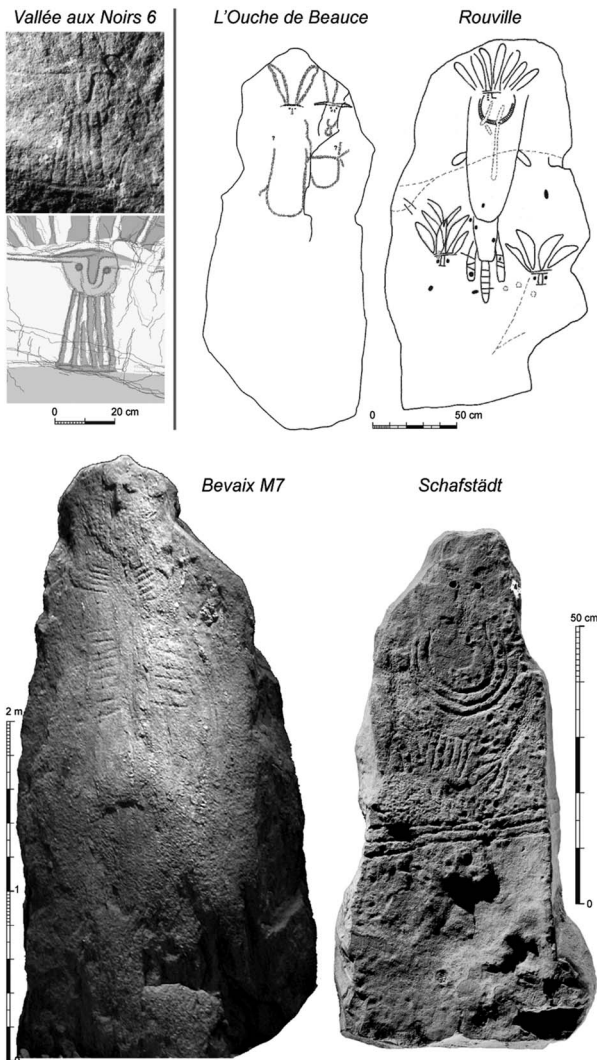 Vallée aux Noirs 6
L'Ouche de Beauce
Rouville
0 20 cm
0 50 cm
Bevaix M7
Schafstädt
50 cm
2 m
1
0
0